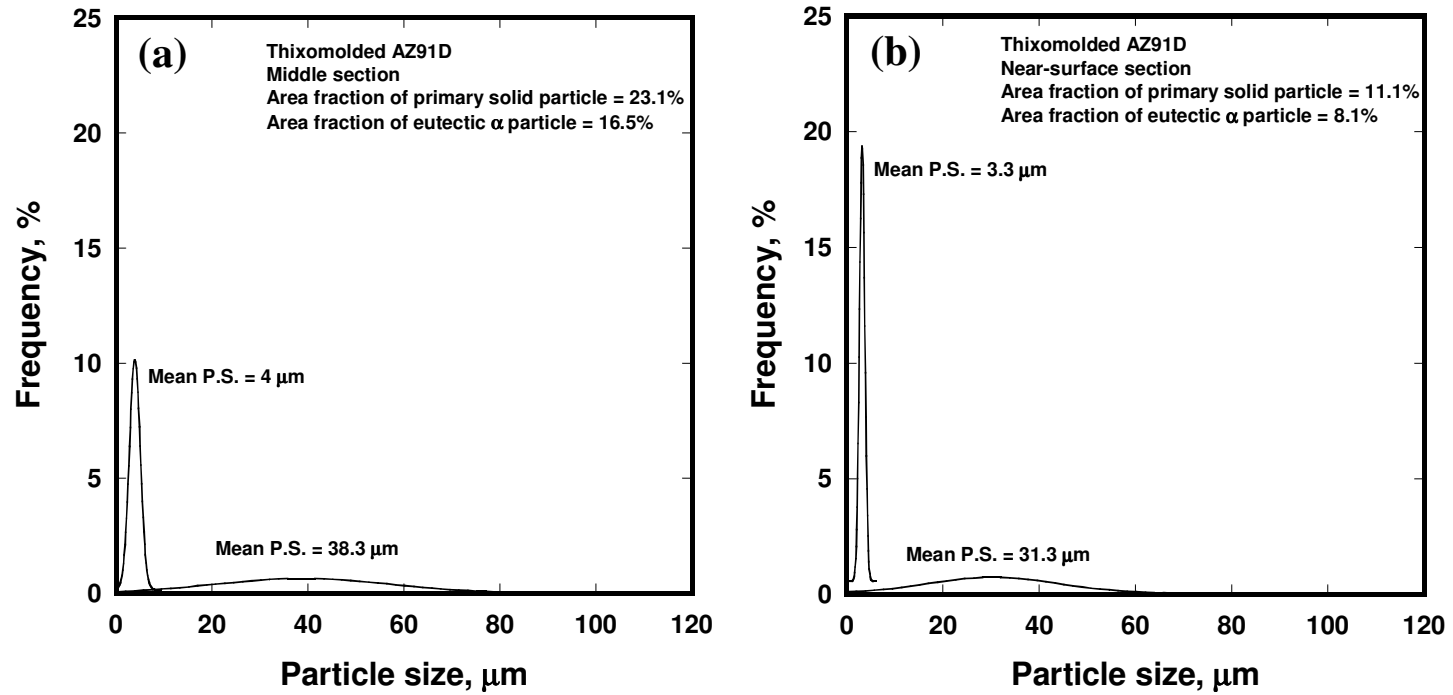 (a)
Thixomolded AZ91D
Middle section
Area fraction of primary solid particle = 23.1%
Area fraction of eutectic α particle = 16.5%
Mean P.S. = 4 μm
Mean P.S. = 38.3 μm
Frequency, %
25
20
15
10
5
0
0 20 40 60 80 100 120
Particle size, μm
(b)
Thixomolded AZ91D
Near-surface section
Area fraction of primary solid particle = 11.1%
Area fraction of eutectic α particle = 8.1%
Mean P.S. = 3.3 μm
Mean P.S. = 31.3 μm
Frequency, %
25
20
15
10
5
0
0 20 40 60 80 100 120
Particle size, μm